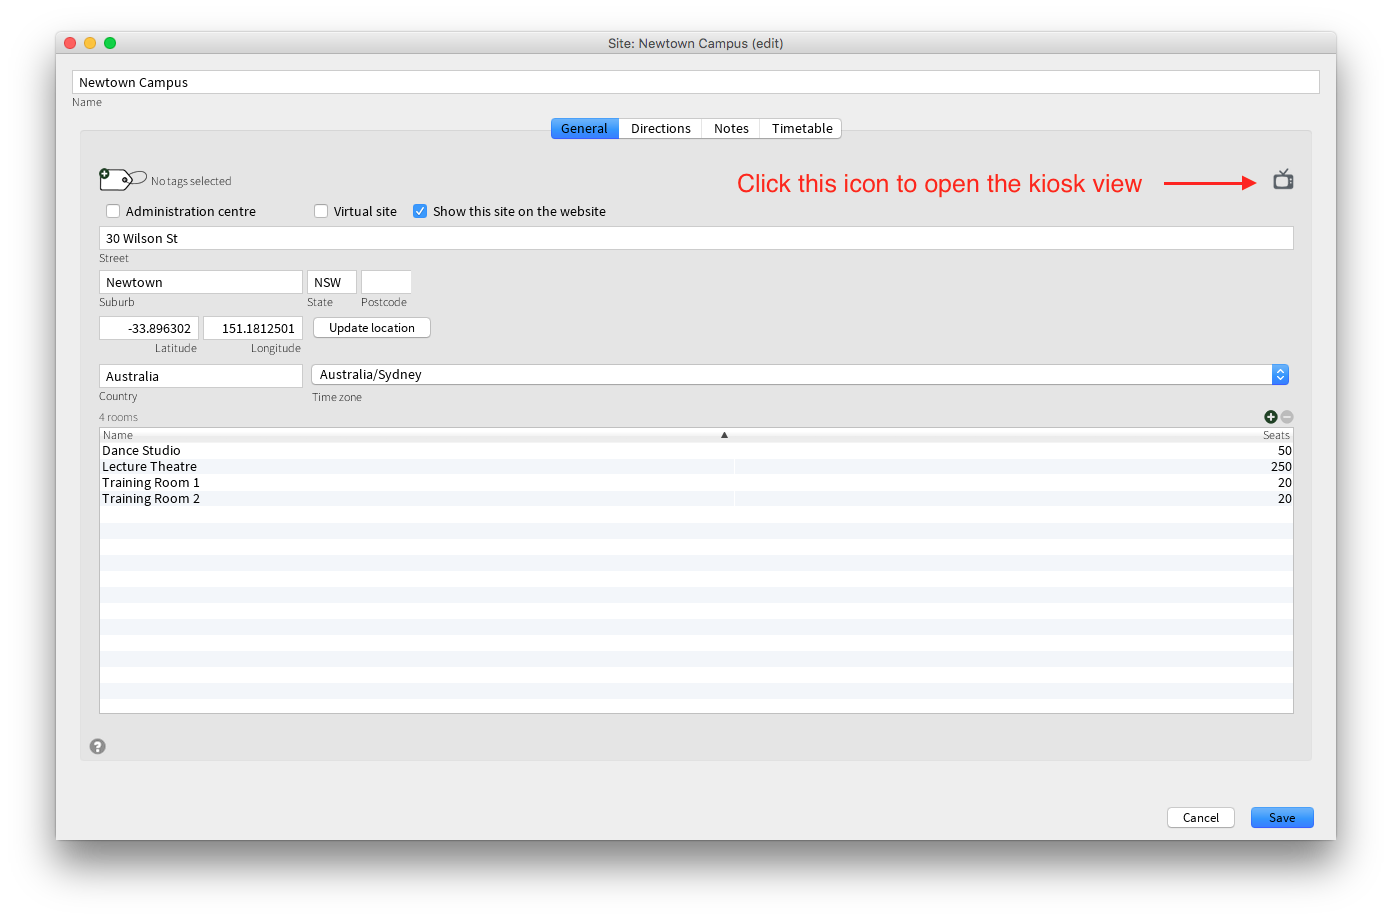 Site: Newtown Campus (edit)
Newtown Campus
Name
General Directions Notes Timetable
No tags selected
Click this icon to open the kiosk view
Administration centre Virtual site Show this site on the website
30 Wilson St
Street
Newtown NSW
Suburb State Postcode
-33.896302 151.1812501 Update location
Latitude Longitude
Australia Australia/Sydney
Country Time zone
4 rooms
Name Seats
Dance Studio 50
Lecture Theatre 250
Training Room 1 20
Training Room 2 20
?
Cancel Save